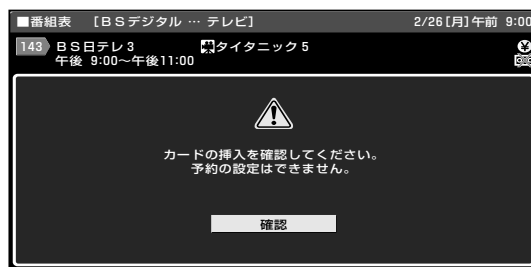 ■番組表 [BSデジタル … テレビ] 2/26[月]午前 9:00
143 BS日テレ3 タイタニック5
午後 9:00〜午後11:00
カードの挿入を確認してください。
予約の設定はできません。
確認